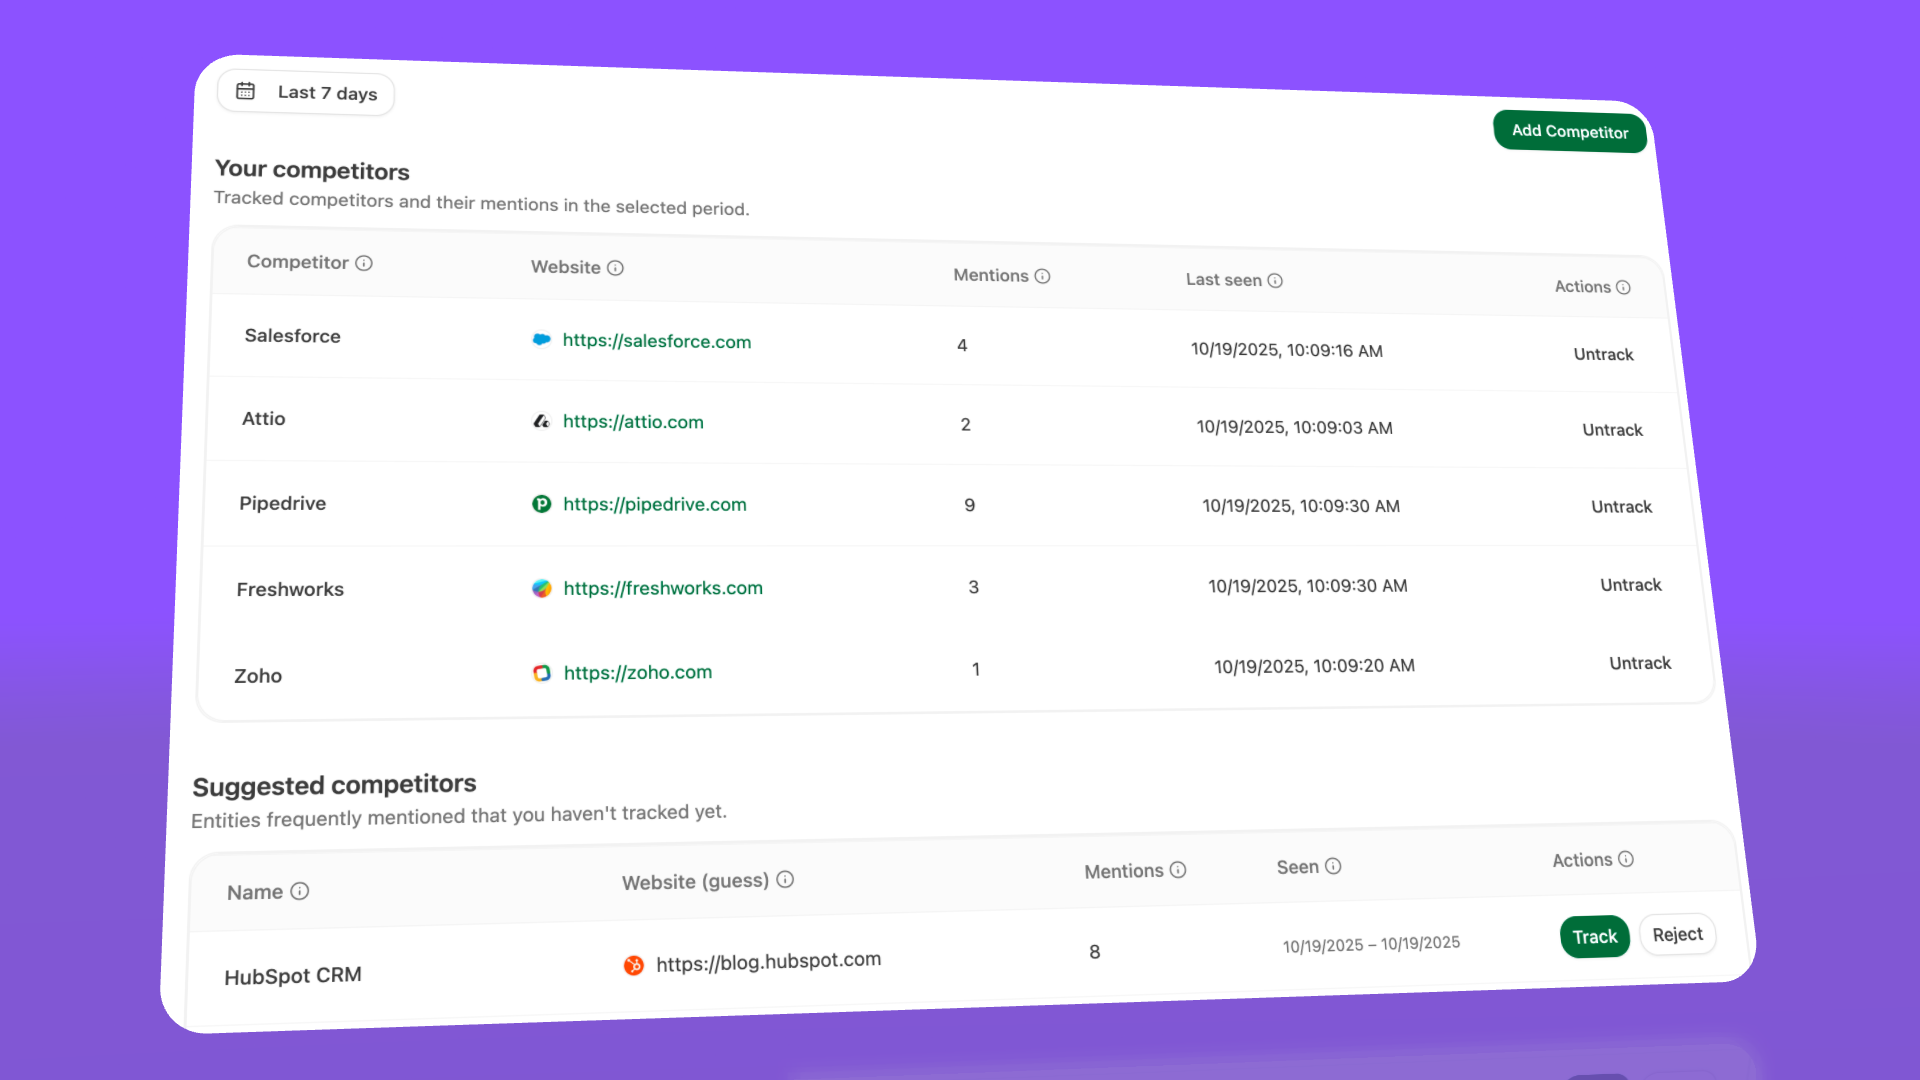 Last 7 days
Add Competitor
Your competitors
Tracked competitors and their mentions in the selected period.
Competitor Website Mentions Last seen Actions
Salesforce https://salesforce.com 4 10/19/2025, 10:09:16 AM Untrack
Attio https://attio.com 2 10/19/2025, 10:09:03 AM Untrack
Pipedrive https://pipedrive.com 9 10/19/2025, 10:09:30 AM Untrack
Freshworks https://freshworks.com 3 10/19/2025, 10:09:30 AM Untrack
Zoho https://zoho.com 1 10/19/2025, 10:09:20 AM Untrack
Suggested competitors
Entities frequently mentioned that you haven't tracked yet.
Name Website (guess) Mentions Seen Actions
HubSpot CRM https://blog.hubspot.com 8 10/19/2025 – 10/19/2025 Track Reject